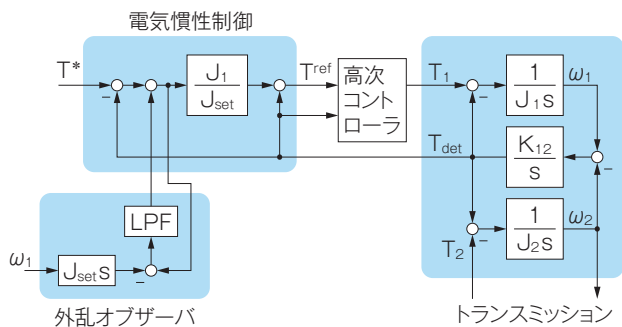 電気慣性制御
T*
J₁
Jset
Tref
高次
コント
ローラ
T₁
1
J₁s
ω₁
Tdet
K₁₂
s
1
J₂s
ω₂
T₂
LPF
ω₁
Jset s
外乱オブザーバ
トランスミッション